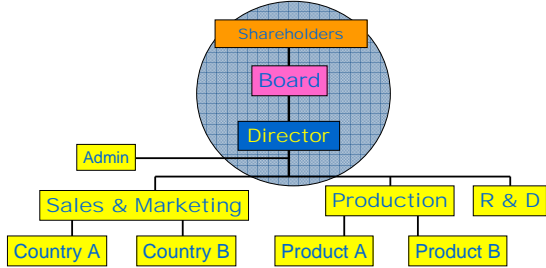 Shareholders
Board
Director
Admin
Sales & Marketing
Production
R & D
Country A
Country B
Product A
Product B